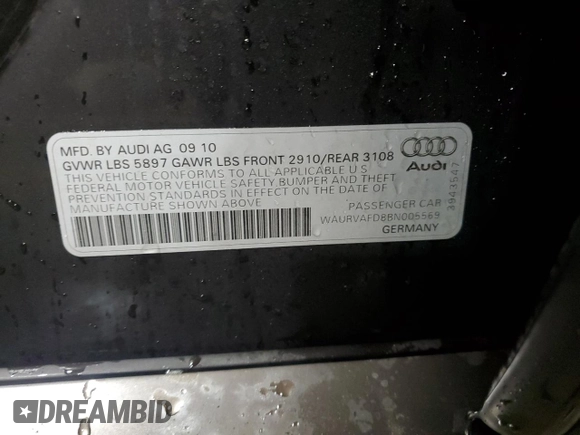 MFD. BY AUDI AG 09 10
GVWR LBS 5897 GAWR LBS FRONT 2910/REAR 3108
THIS VEHICLE CONFORMS TO ALL APPLICABLE U S
FEDERAL MOTOR VEHICLE SAFETY BUMPER AND THEFT
PREVENTION STANDARDS IN EFFECT ON THE DATE OF
MANUFACTURE SHOWN ABOVE
PASSENGER CAR
WAURVAFD8BN005569
GERMANY
Audi
3943547
DREAMBID